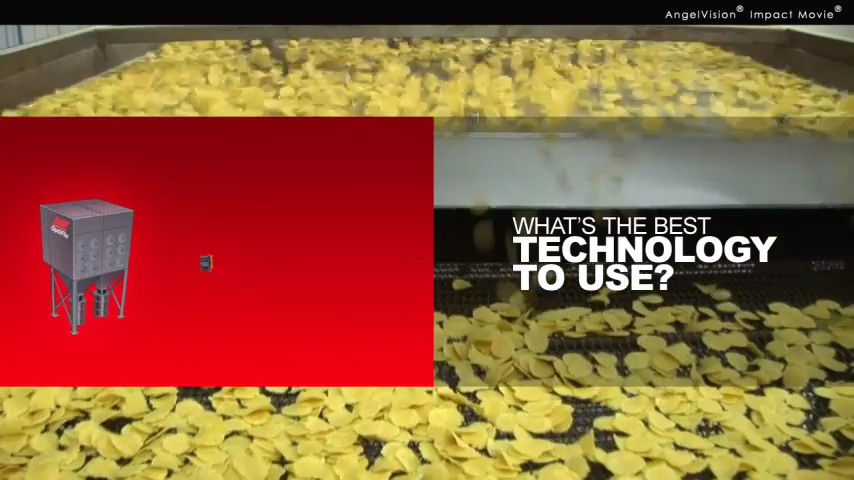 AngelVision® Impact Movie®
WHAT'S THE BEST
TECHNOLOGY
TO USE?